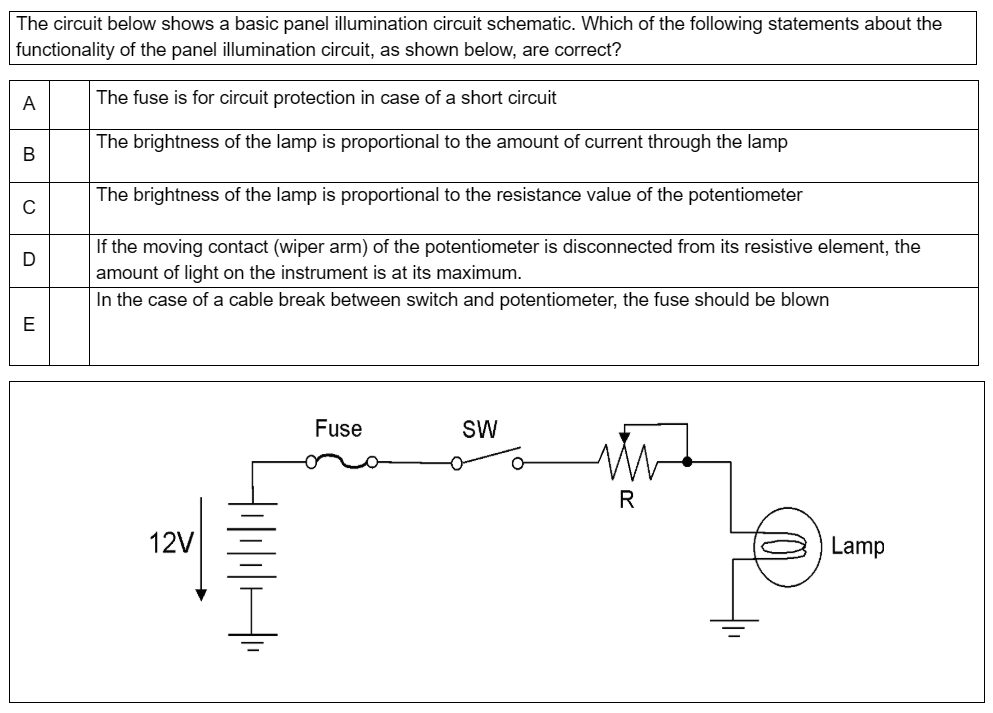 The circuit below shows a basic panel illumination circuit schematic. Which of the following statements about the
functionality of the panel illumination circuit, as shown below, are correct?
A
The fuse is for circuit protection in case of a short circuit
B
The brightness of the lamp is proportional to the amount of current through the lamp
C
The brightness of the lamp is proportional to the resistance value of the potentiometer
D
If the moving contact (wiper arm) of the potentiometer is disconnected from its resistive element, the
amount of light on the instrument is at its maximum.
E
In the case of a cable break between switch and potentiometer, the fuse should be blown
Fuse
SW
R
12V
Lamp